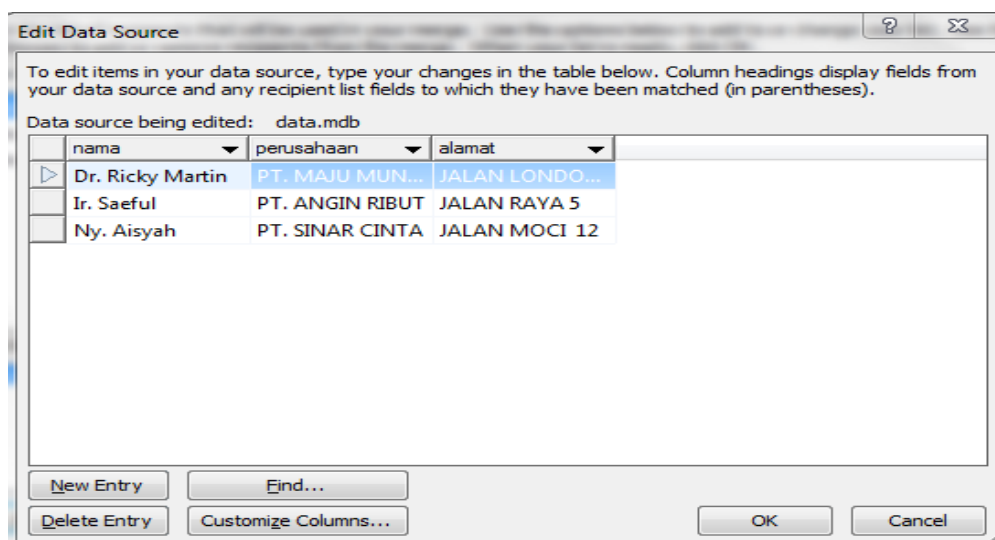 Edit Data Source
To edit items in your data source, type your changes in the table below. Column headings display fields from
your data source and any recipient list fields to which they have been matched (in parentheses).
Data source being edited: data.mdb
nama perusahaan alamat
Dr. Ricky Martin PT. MAJU MUN... JALAN LONDO...
Ir. Saeful PT. ANGIN RIBUT JALAN RAYA 5
Ny. Aisyah PT. SINAR CINTA JALAN MOCI 12
New Entry Find...
Delete Entry Customize Columns... OK Cancel